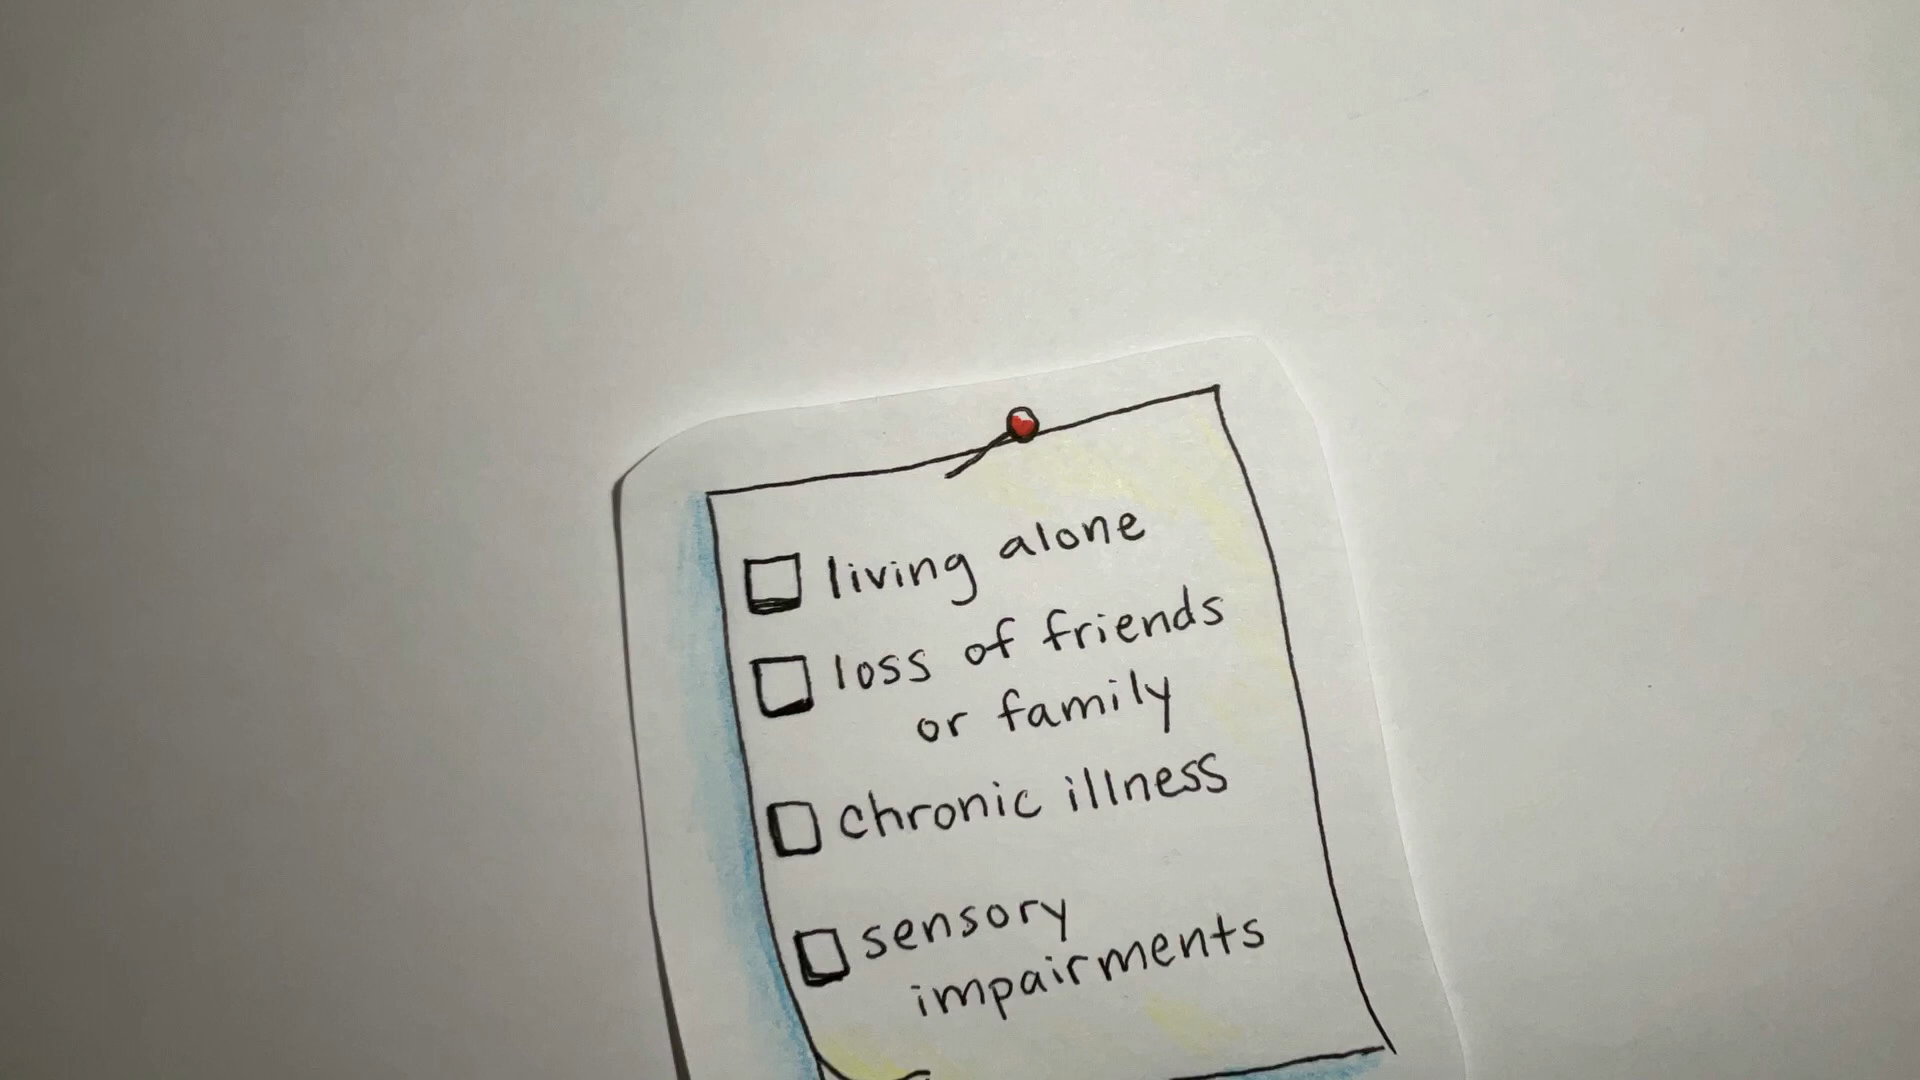 living alone
loss of friends
or family
chronic illness
sensory
impairments